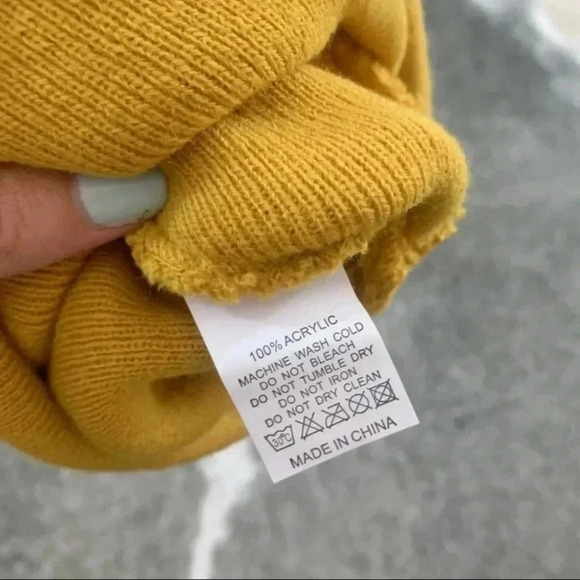 100% ACRYLIC
MACHINE WASH COLD
DO NOT BLEACH
DO NOT TUMBLE DRY
DO NOT IRON
DO NOT DRY CLEAN
30°C
MADE IN CHINA